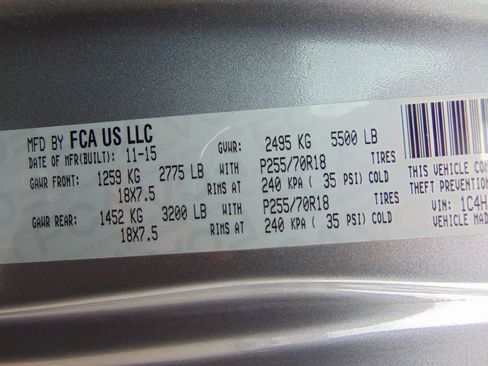 MFD BY FCA US LLC
DATE OF MFR(BUILT): 11-15 GVWR: 2495 KG 5500 LB
GAWR FRONT: 1259 KG 2775 LB WITH P255/70R18 TIRES
18X7.5 RIMS AT 240 KPA ( 35 PSI) COLD
GAWR REAR: 1452 KG 3200 LB WITH P255/70R18 TIRES
18X7.5 RIMS AT 240 KPA ( 35 PSI) COLD
THIS VEHICLE COM
THEFT PREVENTION
VIN: 1C4H
VEHICLE MAD